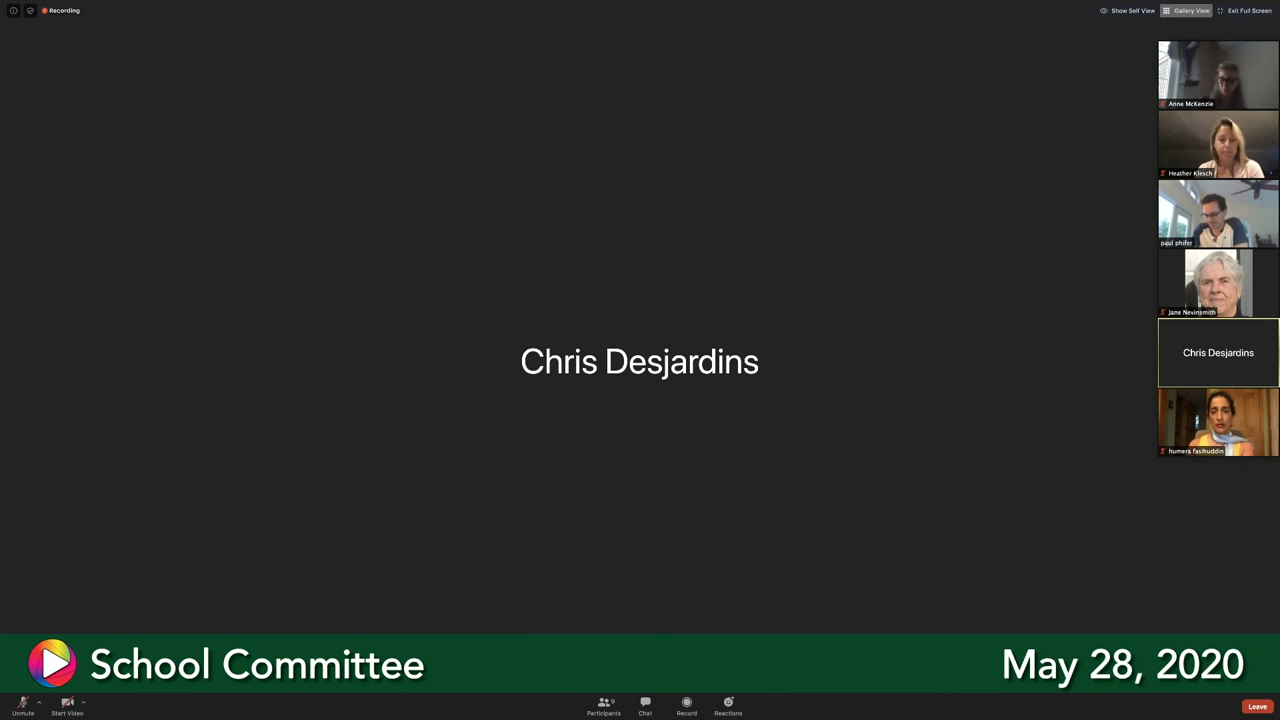 Recording
Show Self View
Gallery View
Exit Full Screen
Anne McKenzie
Heather Klesch
paul phifer
Jane Nevinsmith
Chris Desjardins
Chris Desjardins
humera fasihuddin
School Committee
May 28, 2020
Unmute
Start Video
Participants
9
Chat
Record
Reactions
Leave